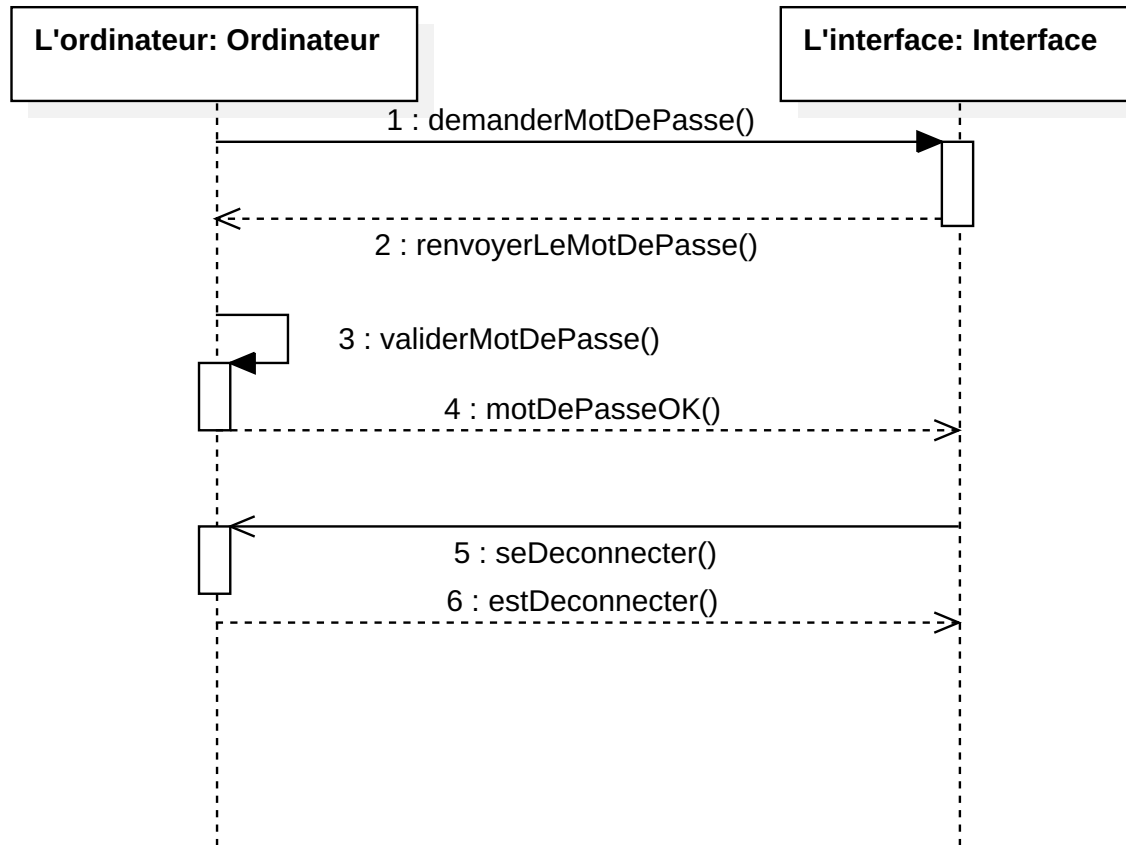 L'ordinateur: Ordinateur
L'interface: Interface
1 : demanderMotDePasse()
2 : renvoyerLeMotDePasse()
3 : validerMotDePasse()
4 : motDePasseOK()
5 : seDeconnecter()
6 : estDeconnecter()